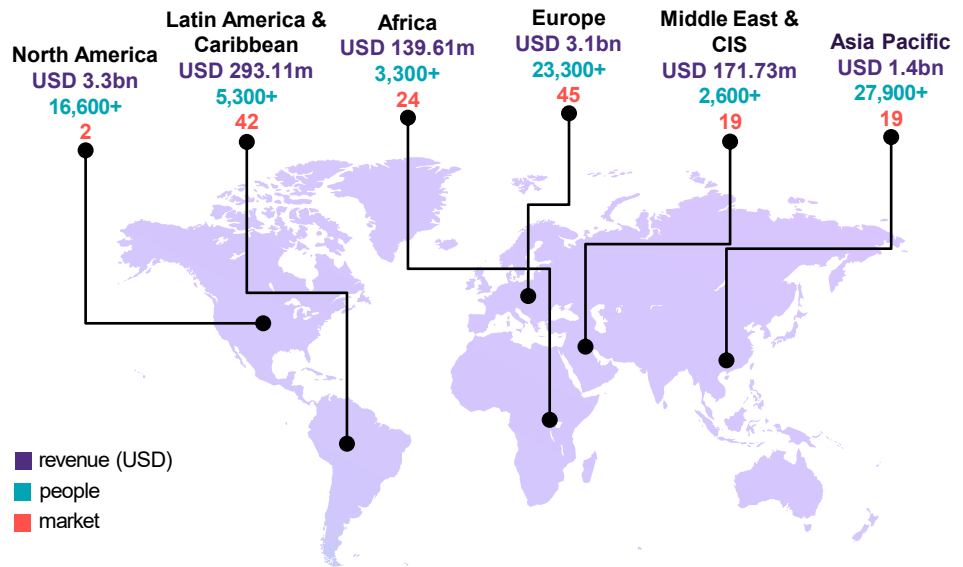 North America
USD 3.3bn
16,600+
2
Latin America &
Caribbean
USD 293.11m
5,300+
42
Africa
USD 139.61m
3,300+
24
Europe
USD 3.1bn
23,300+
45
Middle East &
CIS
USD 171.73m
2,600+
19
Asia Pacific
USD 1.4bn
27,900+
19
revenue (USD)
people
market